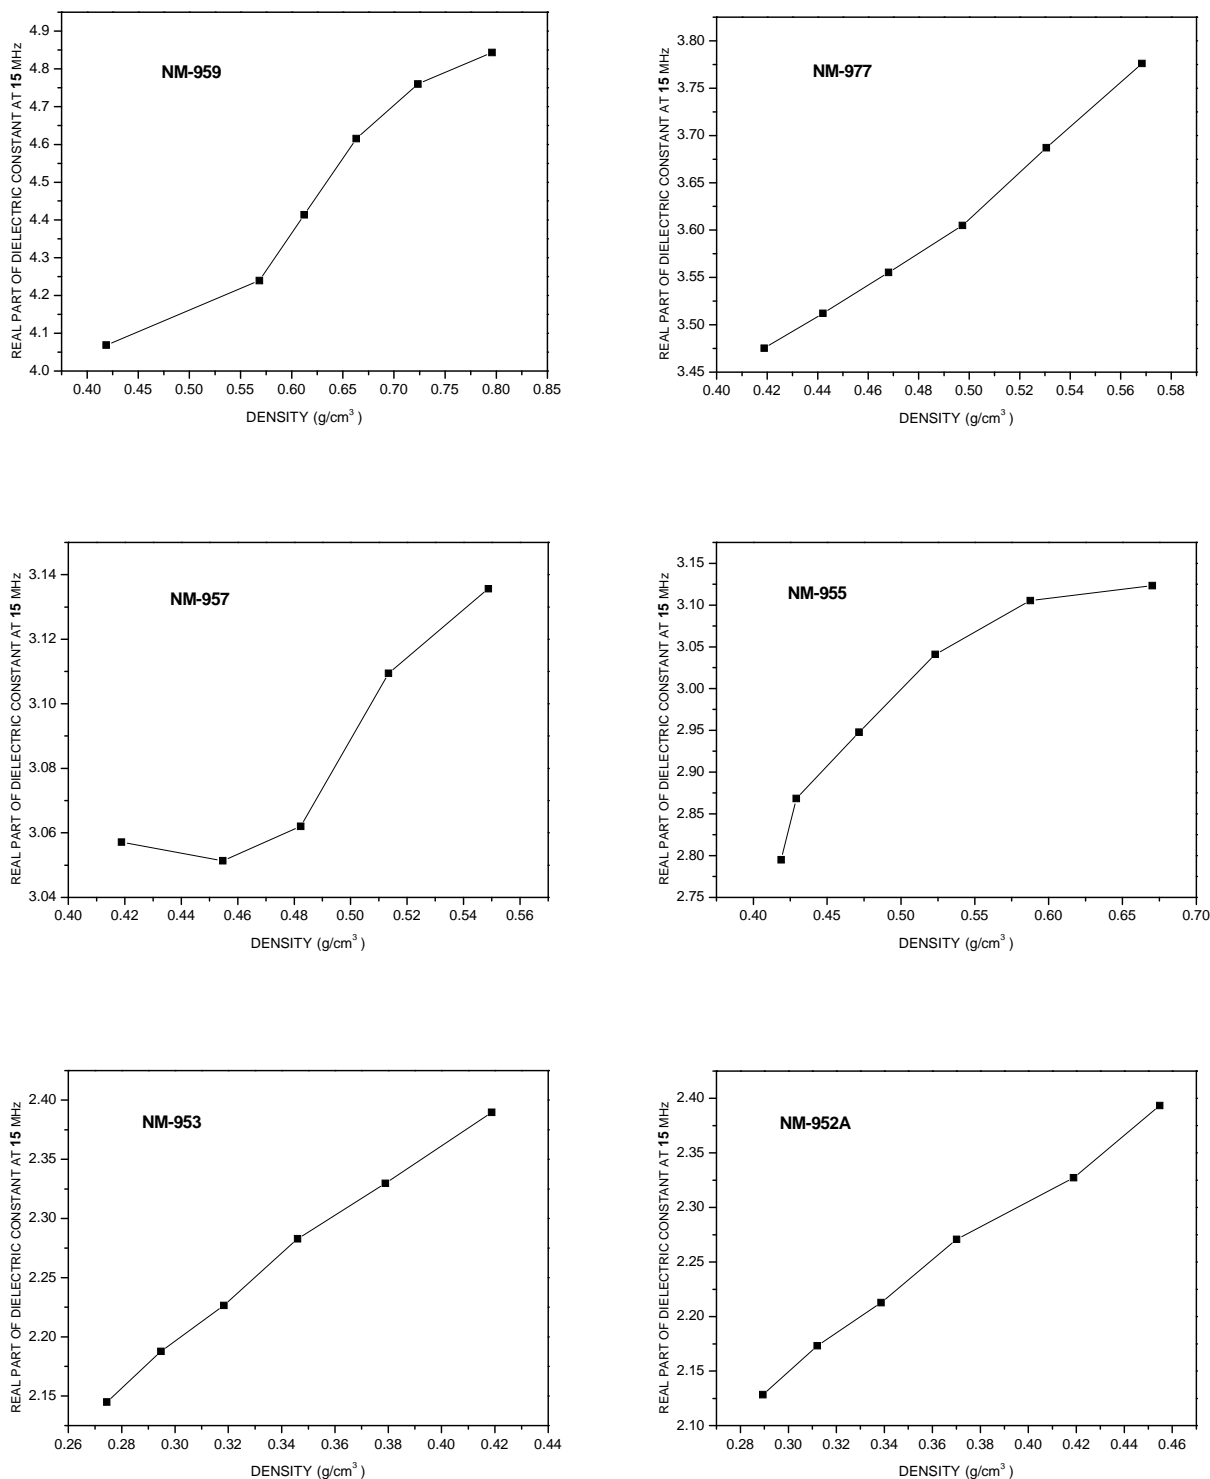 REAL PART OF DIELECTRIC CONSTANT AT 15 MHz
4.9
4.8
4.7
4.6
4.5
4.4
4.3
4.2
4.1
4.0
NM-959
0.40 0.45 0.50 0.55 0.60 0.65 0.70 0.75 0.80 0.85
DENSITY (g/cm³ )
REAL PART OF DIELECTRIC CONSTANT AT 15 MHz
3.80
3.75
3.70
3.65
3.60
3.55
3.50
3.45
NM-977
0.40 0.42 0.44 0.46 0.48 0.50 0.52 0.54 0.56 0.58
DENSITY (g/cm³ )
REAL PART OF DIELECTRIC CONSTANT AT 15 MHz
3.14
3.12
3.10
3.08
3.06
3.04
NM-957
0.40 0.42 0.44 0.46 0.48 0.50 0.52 0.54 0.56
DENSITY (g/cm³ )
REAL PART OF DIELECTRIC CONSTANT AT 15 MHz
3.15
3.10
3.05
3.00
2.95
2.90
2.85
2.80
2.75
NM-955
0.40 0.45 0.50 0.55 0.60 0.65 0.70
DENSITY (g/cm³ )
REAL PART OF DIELECTRIC CONSTANT AT 15 MHz
2.40
2.35
2.30
2.25
2.20
2.15
NM-953
0.26 0.28 0.30 0.32 0.34 0.36 0.38 0.40 0.42 0.44
DENSITY (g/cm³ )
REAL PART OF DIELECTRIC CONSTANT AT 15 MHz
2.40
2.35
2.30
2.25
2.20
2.15
2.10
NM-952A
0.28 0.30 0.32 0.34 0.36 0.38 0.40 0.42 0.44 0.46
DENSITY (g/cm³ )